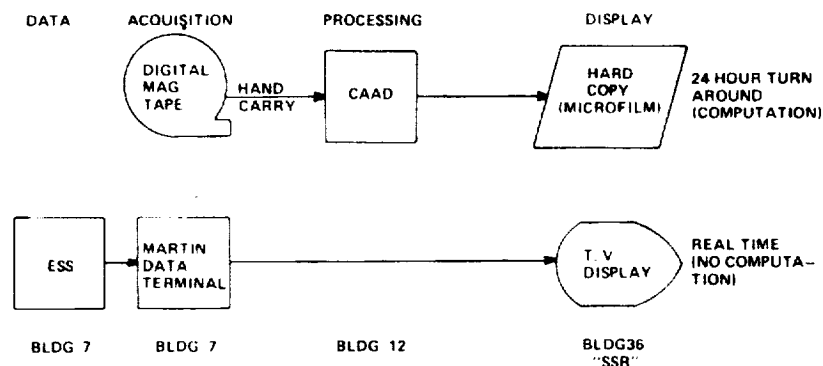 DATA ACQUISITION PROCESSING DISPLAY
DIGITAL
MAG
TAPE
HAND
CARRY
CAAD
HARD
COPY
(MICROFILM)
24 HOUR TURN
AROUND
(COMPUTATION)
ESS
MARTIN
DATA
TERMINAL
T. V
DISPLAY
REAL TIME
(NO COMPUTA-
TION)
BLDG 7 BLDG 7 BLDG 12 BLDG36
"SSR"